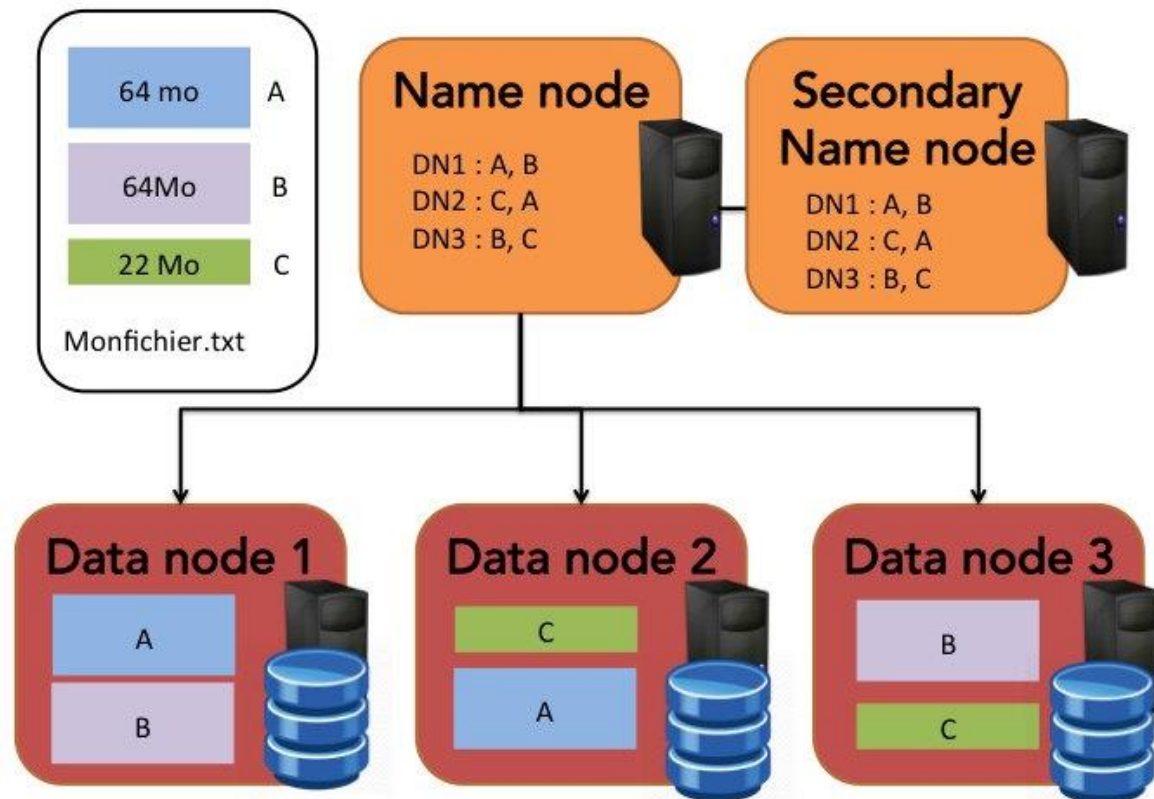 64 mo
A
64Mo
B
22 Mo
C
Monfichier.txt
Name node
DN1 : A, B
DN2 : C, A
DN3 : B, C
Secondary
Name node
DN1 : A, B
DN2 : C, A
DN3 : B, C
Data node 1
A
B
Data node 2
C
A
Data node 3
B
C